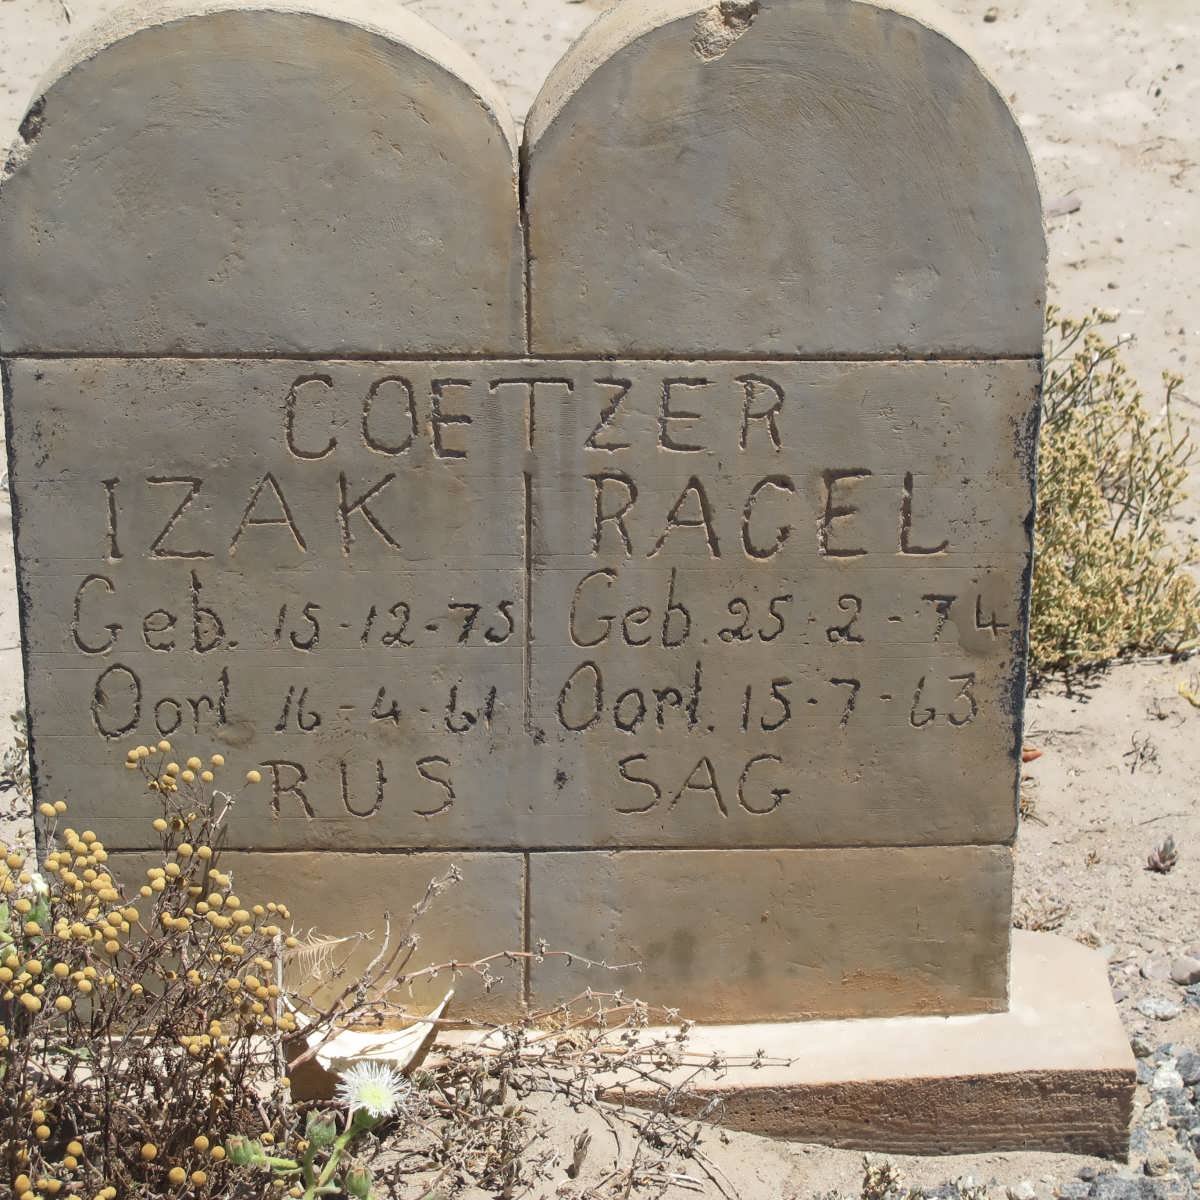 COETZER
IZAK RAGEL
Geb. 15-12-75 Geb. 25-2-74
Oorl 16-4-61 Oorl. 15-7-63
RUS SAG